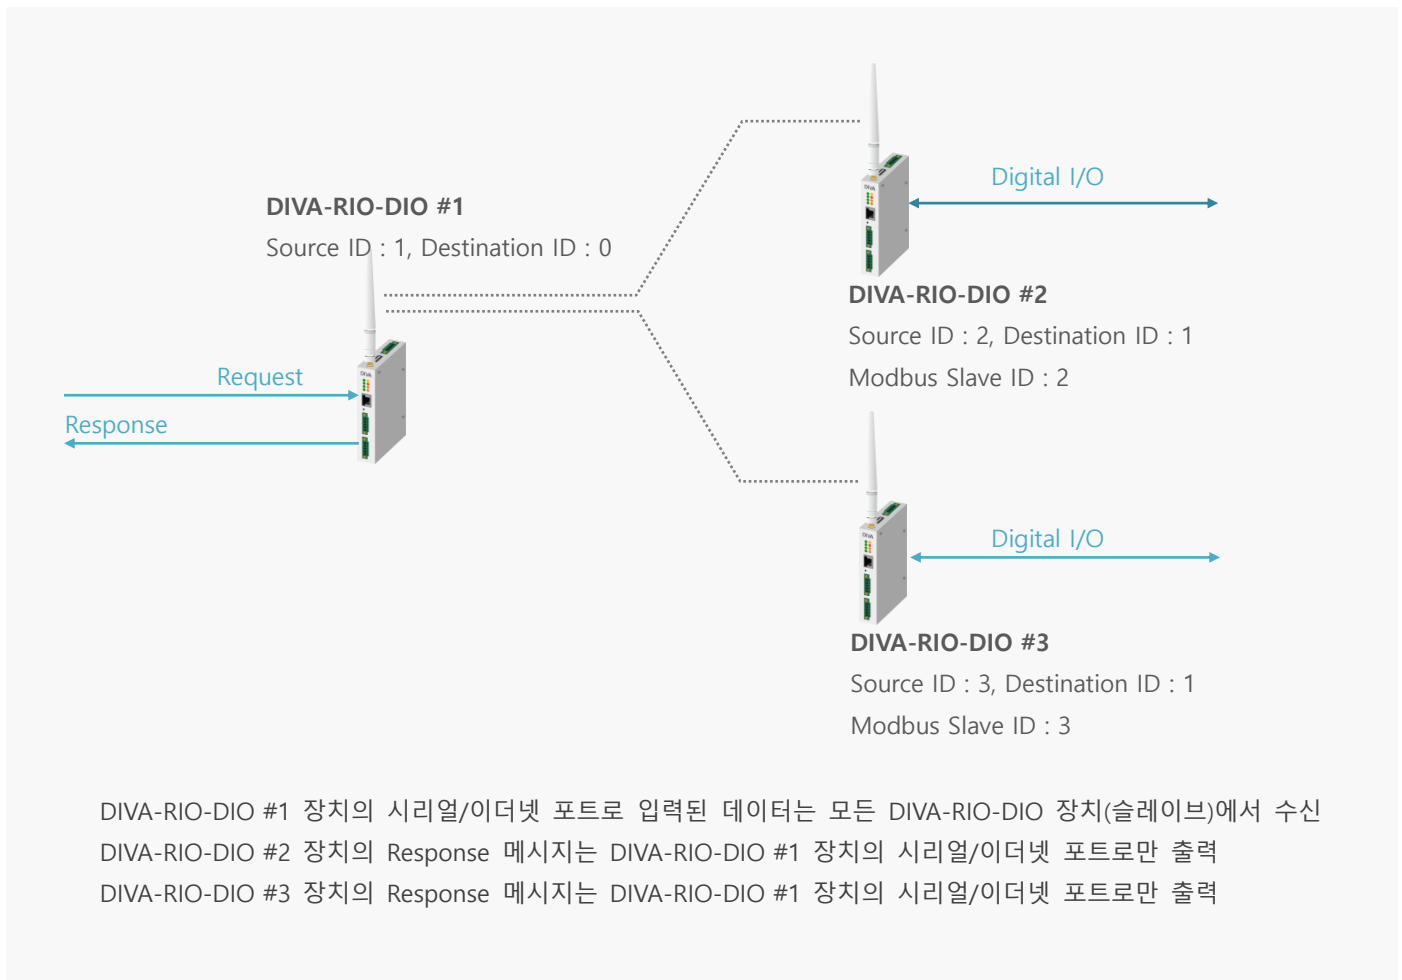 Digital I/O
DIVA-RIO-DIO #1
Source ID : 1, Destination ID : 0
DIVA
DIVA-RIO-DIO #2
Source ID : 2, Destination ID : 1
Modbus Slave ID : 2
Request
Response
DIVA
Digital I/O
DIVA
DIVA-RIO-DIO #3
Source ID : 3, Destination ID : 1
Modbus Slave ID : 3
DIVA-RIO-DIO #1 장치의 시리얼/이더넷 포트로 입력된 데이터는 모든 DIVA-RIO-DIO 장치(슬레이브)에서 수신
DIVA-RIO-DIO #2 장치의 Response 메시지는 DIVA-RIO-DIO #1 장치의 시리얼/이더넷 포트로만 출력
DIVA-RIO-DIO #3 장치의 Response 메시지는 DIVA-RIO-DIO #1 장치의 시리얼/이더넷 포트로만 출력